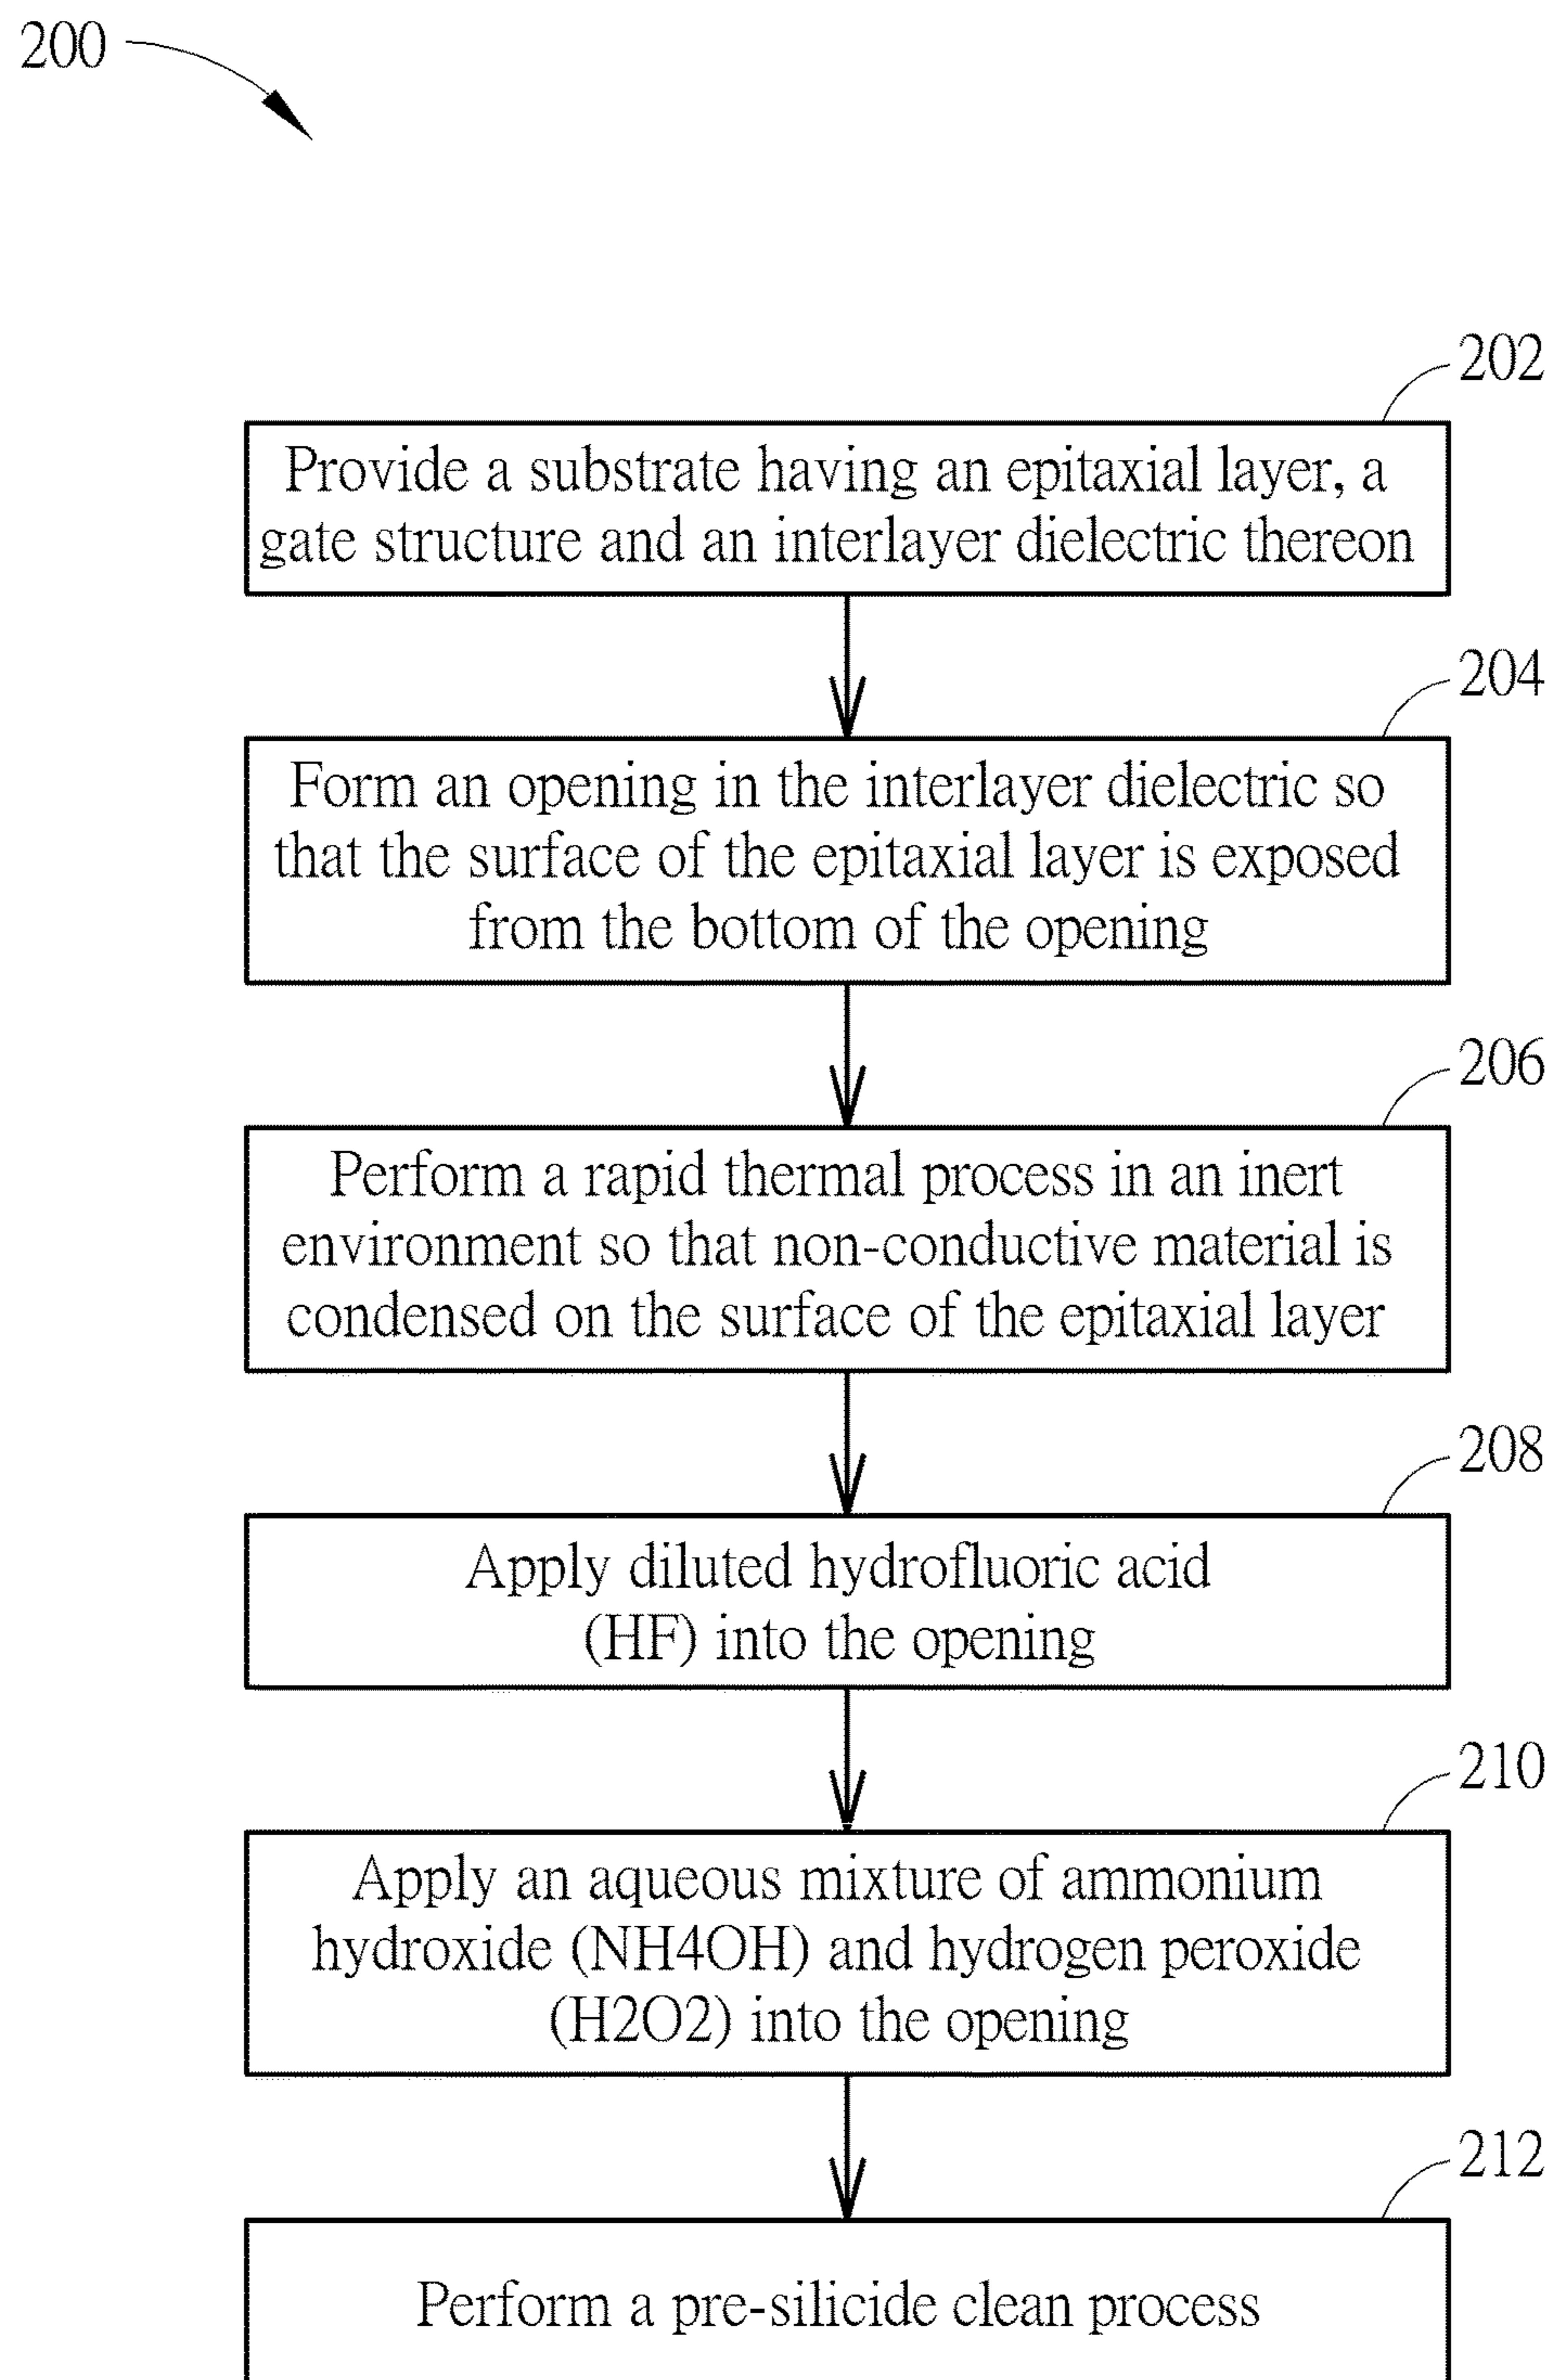 200
202
Provide a substrate having an epitaxial layer, a
gate structure and an interlayer dielectric thereon
204
Form an opening in the interlayer dielectric so
that the surface of the epitaxial layer is exposed
from the bottom of the opening
206
Perform a rapid thermal process in an inert
environment so that non-conductive material is
condensed on the surface of the epitaxial layer
208
Apply diluted hydrofluoric acid
(HF) into the opening
210
Apply an aqueous mixture of ammonium
hydroxide (NH4OH) and hydrogen peroxide
(H2O2) into the opening
212
Perform a pre-silicide clean process